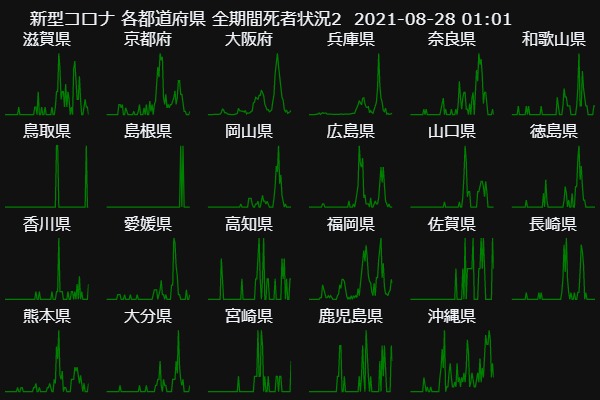 新型コロナ 各都道府県 全期間死者状況2 2021-08-28 01:01
滋賀県 京都府 大阪府 兵庫県 奈良県 和歌山県
鳥取県 島根県 岡山県 広島県 山口県 徳島県
香川県 愛媛県 高知県 福岡県 佐賀県 長崎県
熊本県 大分県 宮崎県 鹿児島県 沖縄県